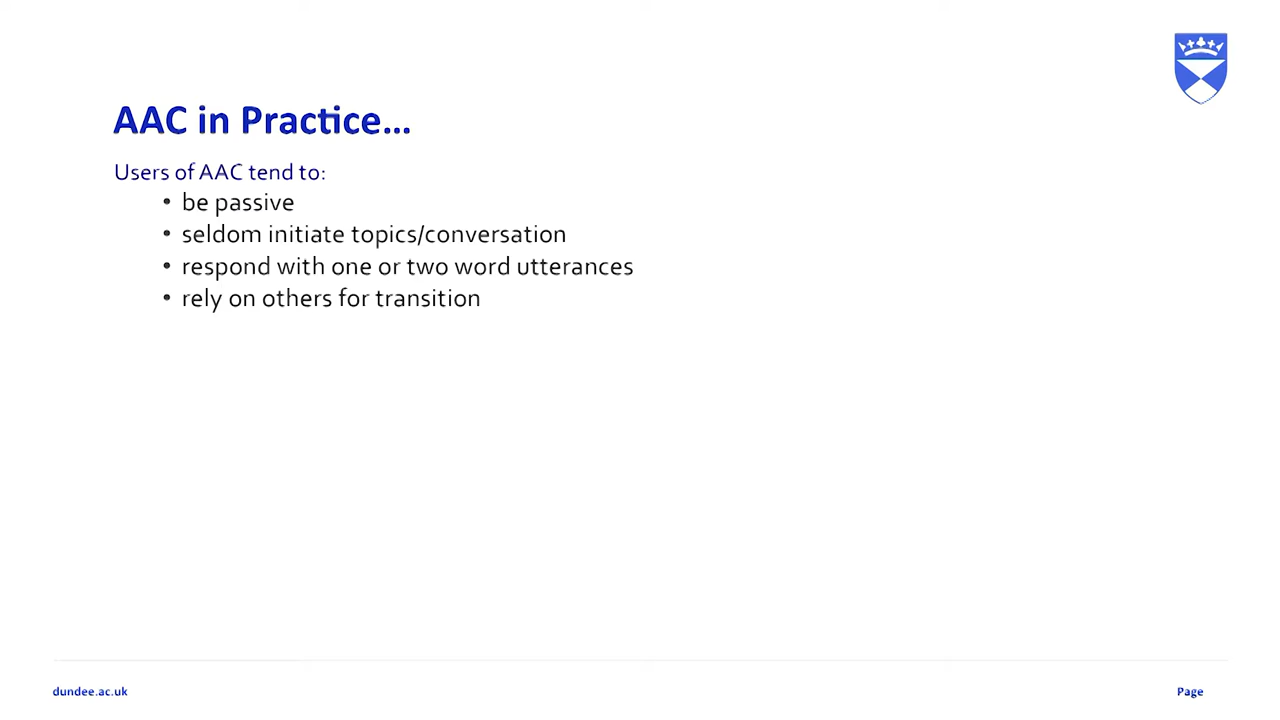 AAC in Practice...
Users of AAC tend to:
• be passive
• seldom initiate topics/conversation
• respond with one or two word utterances
• rely on others for transition
dundee.ac.uk
Page